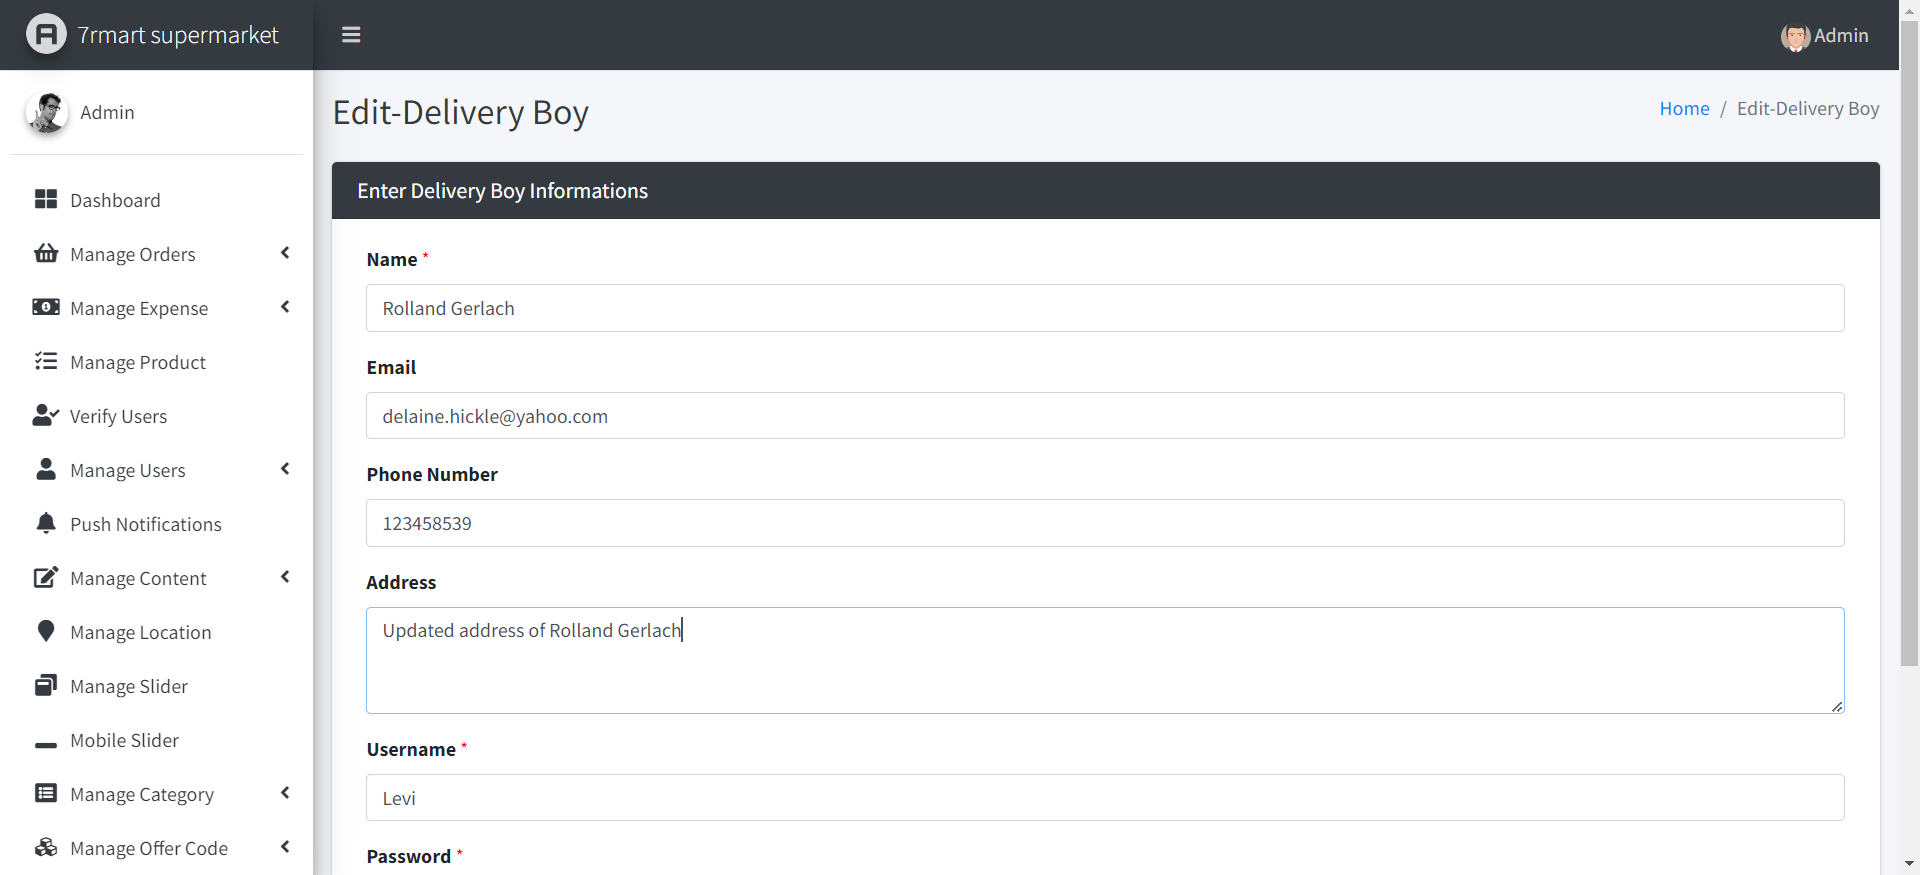 7rmart supermarket
Admin
Admin
Dashboard
Manage Orders
Manage Expense
Manage Product
Verify Users
Manage Users
Push Notifications
Manage Content
Manage Location
Manage Slider
Mobile Slider
Manage Category
Manage Offer Code
Edit-Delivery Boy
Home / Edit-Delivery Boy
Enter Delivery Boy Informations
Name *
Rolland Gerlach
Email
delaine.hickle@yahoo.com
Phone Number
123458539
Address
Updated address of Rolland Gerlach
Username *
Levi
Password *